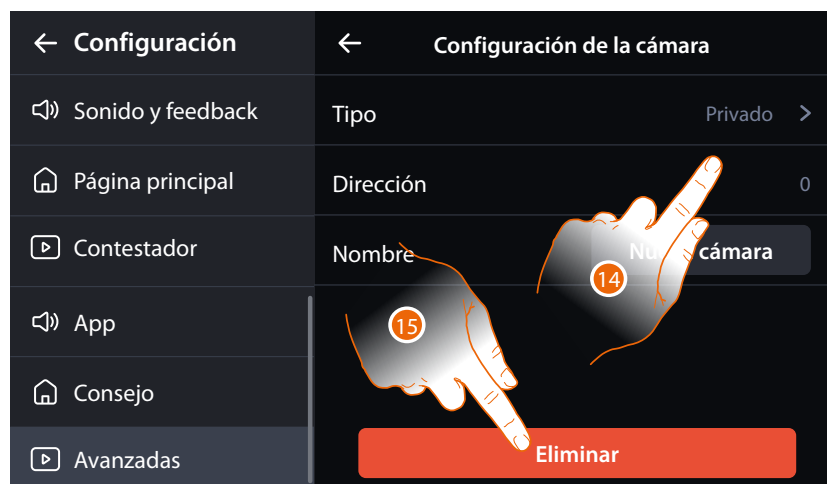 Configuración
Sonido y feedback
Página principal
Contestador
App
Consejo
Avanzadas
Configuración de la cámara
Tipo Privado
Dirección 0
Nombre cámara
14
15
Eliminar